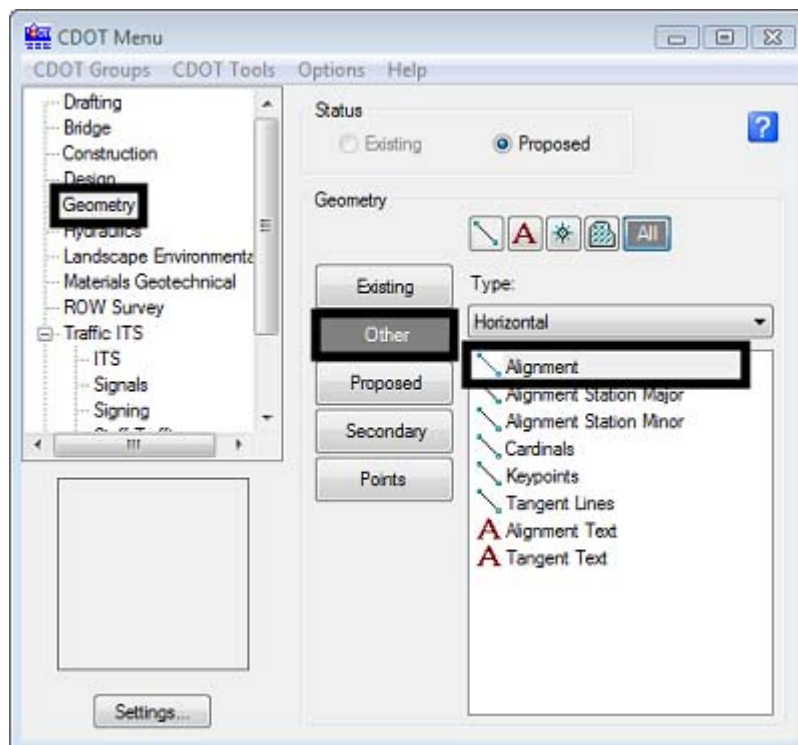 CDOT Menu
CDOT Groups CDOT Tools Options Help
Drafting
Bridge
Construction
Design
Geometry
Hydraulics
Landscape Environmenta
Materials Geotechnical
ROW Survey
Traffic ITS
ITS
Signals
Signing
Status
Existing Proposed
?
Geometry
A All
Existing
Other
Proposed
Secondary
Points
Type:
Horizontal
Alignment
Alignment Station Major
Alignment Station Minor
Cardinals
Keypoints
Tangent Lines
A Alignment Text
A Tangent Text
Settings...